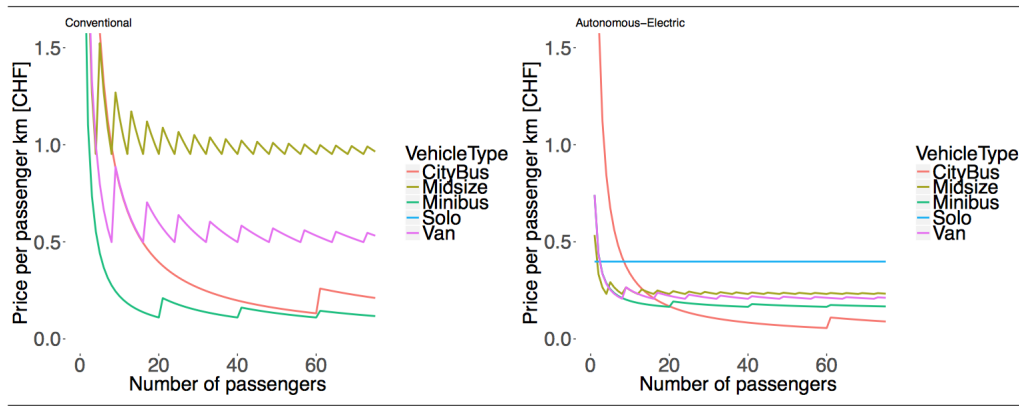 Conventional
Price per passenger km [CHF]
1.5
1.0
0.5
0.0
0
20
40
60
Number of passengers
VehicleType
CityBus
Midsize
Minibus
Solo
Van
Autonomous-Electric
Price per passenger km [CHF]
1.5
1.0
0.5
0.0
0
20
40
60
Number of passengers
VehicleType
CityBus
Midsize
Minibus
Solo
Van